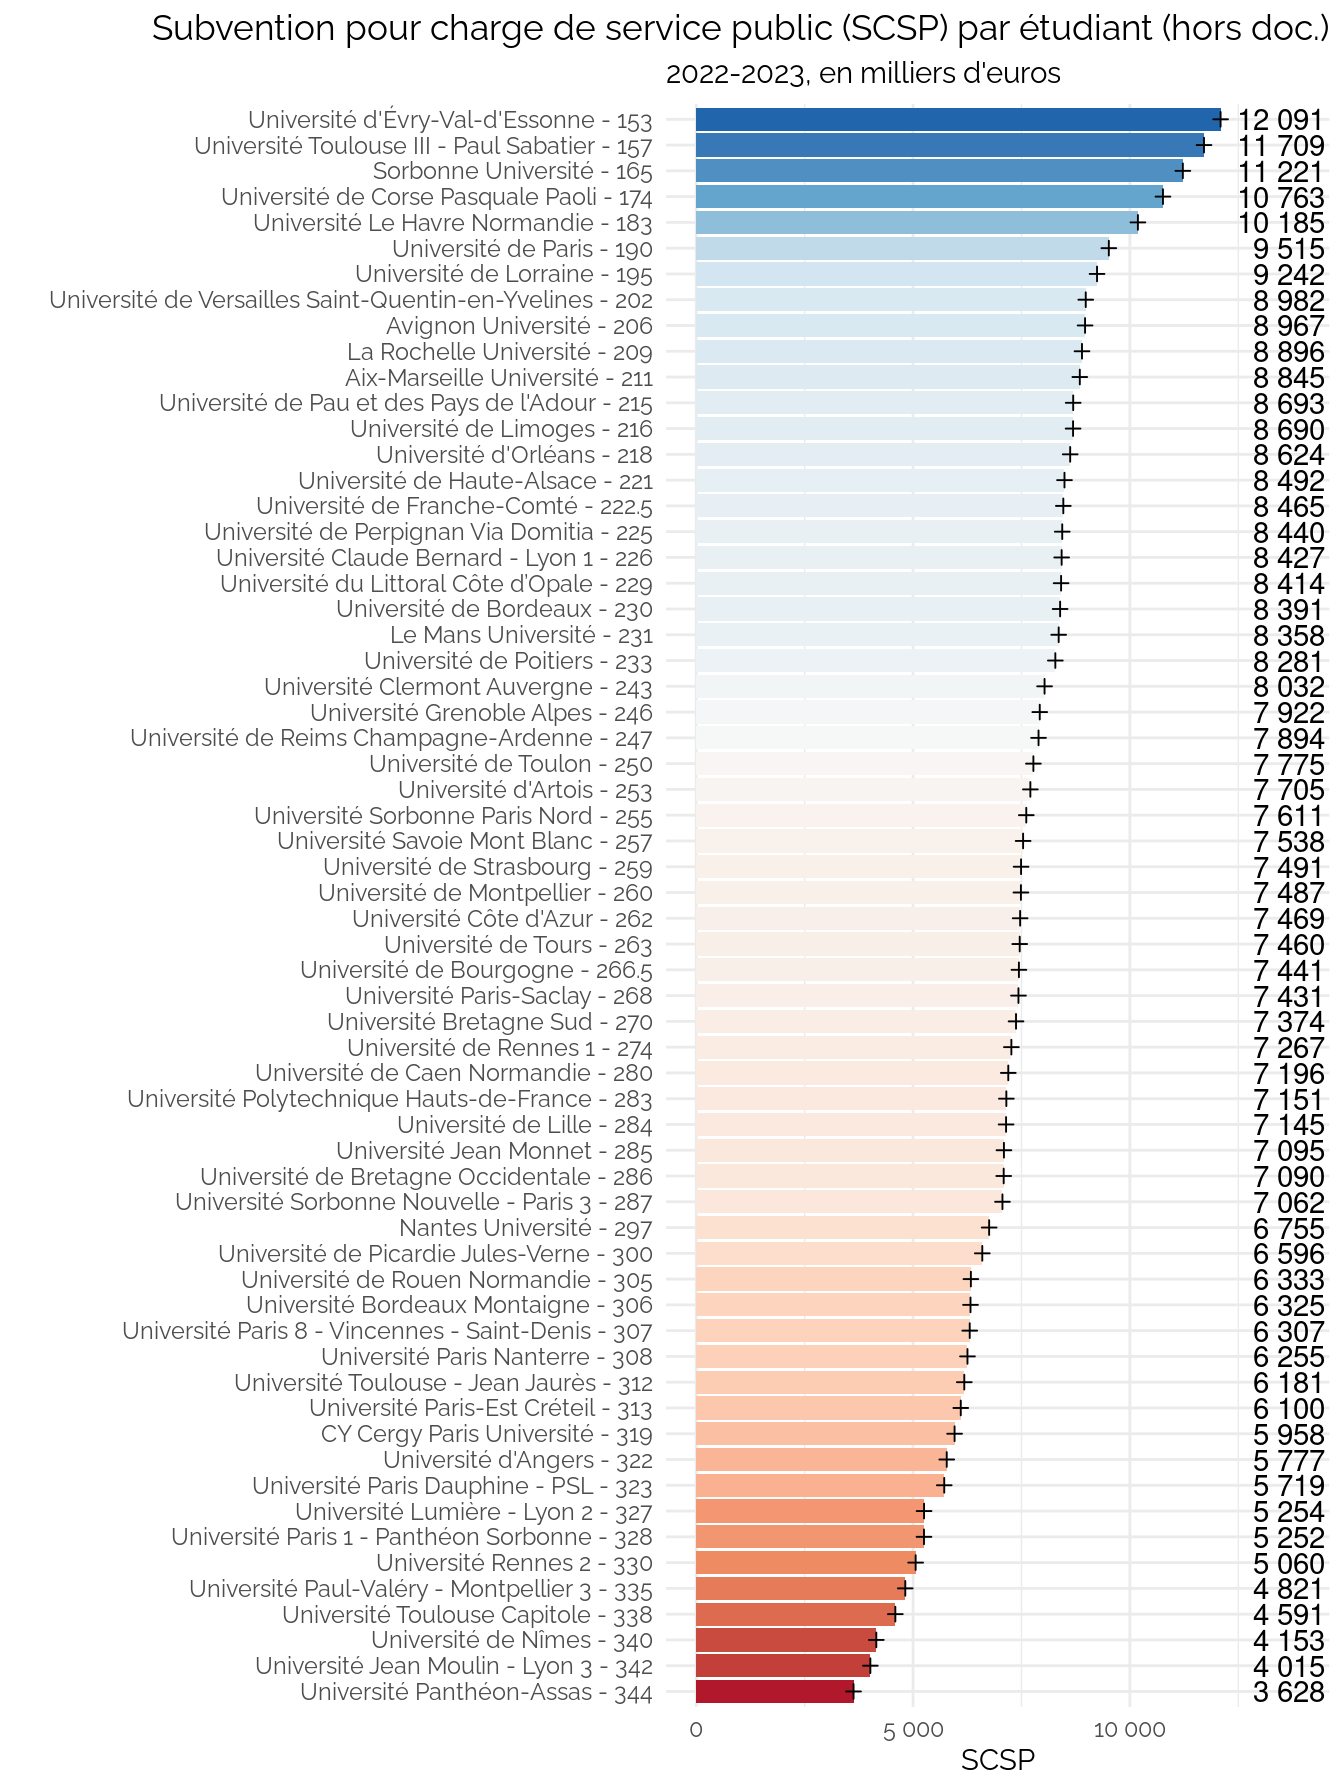 Subvention pour charge de service public (SCSP) par étudiant (hors doc.)
2022-2023, en milliers d'euros
Université d'Évry-Val-d'Essonne - 153 12 091
Université Toulouse III - Paul Sabatier - 157 11 709
Sorbonne Université - 165 11 221
Université de Corse Pasquale Paoli - 174 10 763
Université Le Havre Normandie - 183 10 185
Université de Paris - 190 9 515
Université de Lorraine - 195 9 242
Université de Versailles Saint-Quentin-en-Yvelines - 202 8 982
Avignon Université - 206 8 967
La Rochelle Université - 209 8 896
Aix-Marseille Université - 211 8 845
Université de Pau et des Pays de l'Adour - 215 8 693
Université de Limoges - 216 8 690
Université d'Orléans - 218 8 624
Université de Haute-Alsace - 221 8 492
Université de Franche-Comté - 222.5 8 465
Université de Perpignan Via Domitia - 225 8 440
Université Claude Bernard - Lyon 1 - 226 8 427
Université du Littoral Côte d’Opale - 229 8 414
Université de Bordeaux - 230 8 391
Le Mans Université - 231 8 358
Université de Poitiers - 233 8 281
Université Clermont Auvergne - 243 8 032
Université Grenoble Alpes - 246 7 922
Université de Reims Champagne-Ardenne - 247 7 894
Université de Toulon - 250 7 775
Université d'Artois - 253 7 705
Université Sorbonne Paris Nord - 255 7 611
Université Savoie Mont Blanc - 257 7 538
Université de Strasbourg - 259 7 491
Université de Montpellier - 260 7 487
Université Côte d'Azur - 262 7 469
Université de Tours - 263 7 460
Université de Bourgogne - 266.5 7 441
Université Paris-Saclay - 268 7 431
Université Bretagne Sud - 270 7 374
Université de Rennes 1 - 274 7 267
Université de Caen Normandie - 280 7 196
Université Polytechnique Hauts-de-France - 283 7 151
Université de Lille - 284 7 145
Université Jean Monnet - 285 7 095
Université de Bretagne Occidentale - 286 7 090
Université Sorbonne Nouvelle - Paris 3 - 287 7 062
Nantes Université - 297 6 755
Université de Picardie Jules-Verne - 300 6 596
Université de Rouen Normandie - 305 6 333
Université Bordeaux Montaigne - 306 6 325
Université Paris 8 - Vincennes - Saint-Denis - 307 6 307
Université Paris Nanterre - 308 6 255
Université Toulouse - Jean Jaurès - 312 6 181
Université Paris-Est Créteil - 313 6 100
CY Cergy Paris Université - 319 5 958
Université d'Angers - 322 5 777
Université Paris Dauphine - PSL - 323 5 719
Université Lumière - Lyon 2 - 327 5 254
Université Paris 1 - Panthéon Sorbonne - 328 5 252
Université Rennes 2 - 330 5 060
Université Paul-Valéry - Montpellier 3 - 335 4 821
Université Toulouse Capitole - 338 4 591
Université de Nîmes - 340 4 153
Université Jean Moulin - Lyon 3 - 342 4 015
Université Panthéon-Assas - 344 3 628
0 5 000 10 000
SCSP